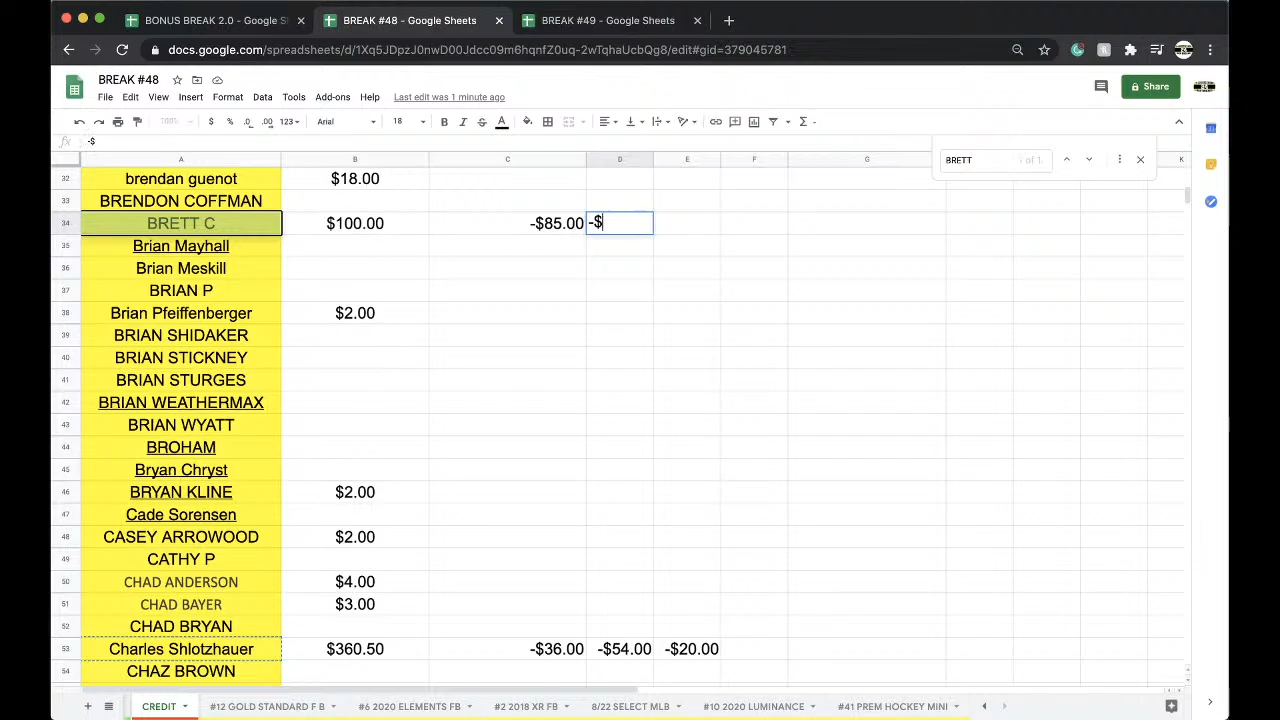 BONUS BREAK 2.0 - Google S
BREAK #48 - Google Sheets
BREAK #49 - Google Sheets
docs.google.com/spreadsheets/d/1Xq5JDpzJ0nwD00Jdcc09m6hqnfZ0uq-2wTqhaUcbQg8/edit#gid=379045781
BREAK #48
File Edit View Insert Format Data Tools Add-ons Help Last edit was 1 minute ago
Share
100% $ % .0 .00 123 Arial 18 B I S A
fx -$
A B C D E F G K
BRETT
32 brendan guenot $18.00
33 BRENDON COFFMAN
34 BRETT C $100.00 -$85.00 -$
35 Brian Mayhall
36 Brian Meskill
37 BRIAN P
38 Brian Pfeiffenberger $2.00
39 BRIAN SHIDAKER
40 BRIAN STICKNEY
41 BRIAN STURGES
42 BRIAN WEATHERMAX
43 BRIAN WYATT
44 BROHAM
45 Bryan Chryst
46 BRYAN KLINE $2.00
47 Cade Sorensen
48 CASEY ARROWOOD $2.00
49 CATHY P
50 CHAD ANDERSON $4.00
51 CHAD BAYER $3.00
52 CHAD BRYAN
53 Charles Shlotzhauer $360.50 -$36.00 -$54.00 -$20.00
54 CHAZ BROWN
CREDIT #12 GOLD STANDARD F B #6 2020 ELEMENTS FB #2 2018 XR FB 8/22 SELECT MLB #10 2020 LUMINANCE #41 PREM HOCKEY MINI